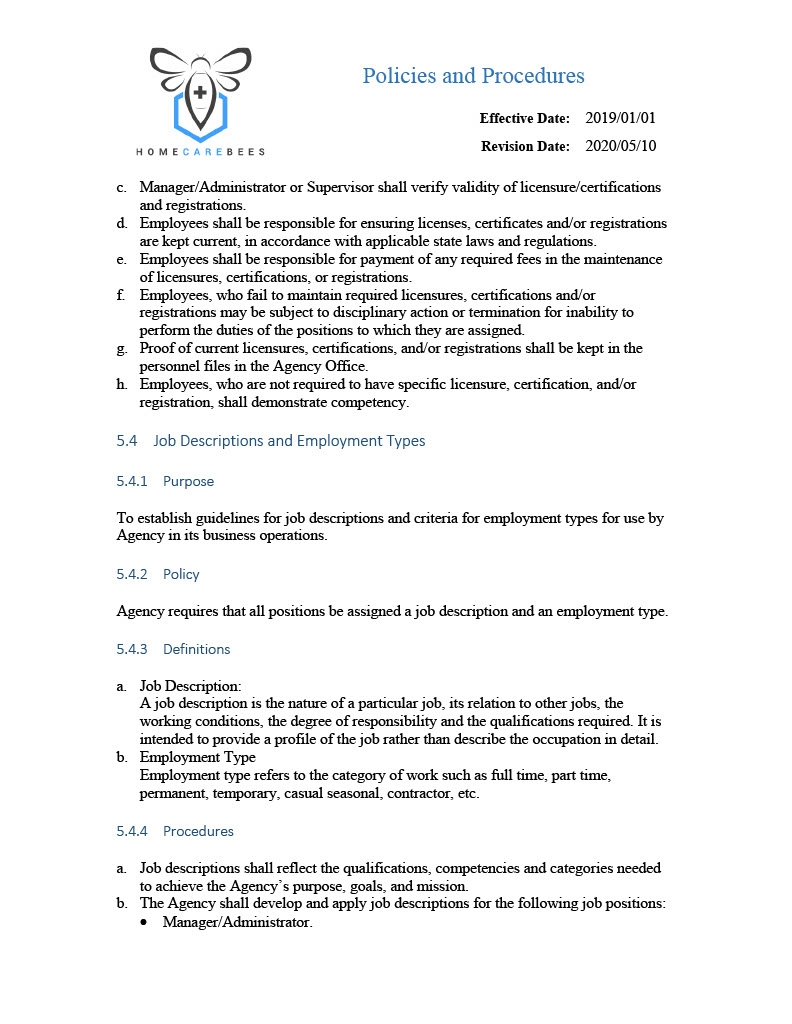 Policies and Procedures
Effective Date: 2019/01/01
Revision Date: 2020/05/10
HOMECAREBEES
c. Manager/Administrator or Supervisor shall verify validity of licensure/certifications
and registrations.
d. Employees shall be responsible for ensuring licenses, certificates and/or registrations
are kept current, in accordance with applicable state laws and regulations.
e. Employees shall be responsible for payment of any required fees in the maintenance
of licensures, certifications, or registrations.
f. Employees, who fail to maintain required licensures, certifications and/or
registrations may be subject to disciplinary action or termination for inability to
perform the duties of the positions to which they are assigned.
g. Proof of current licensures, certifications, and/or registrations shall be kept in the
personnel files in the Agency Office.
h. Employees, who are not required to have specific licensure, certification, and/or
registration, shall demonstrate competency.
5.4 Job Descriptions and Employment Types
5.4.1 Purpose
To establish guidelines for job descriptions and criteria for employment types for use by
Agency in its business operations.
5.4.2 Policy
Agency requires that all positions be assigned a job description and an employment type.
5.4.3 Definitions
a. Job Description:
A job description is the nature of a particular job, its relation to other jobs, the
working conditions, the degree of responsibility and the qualifications required. It is
intended to provide a profile of the job rather than describe the occupation in detail.
b. Employment Type
Employment type refers to the category of work such as full time, part time,
permanent, temporary, casual seasonal, contractor, etc.
5.4.4 Procedures
a. Job descriptions shall reflect the qualifications, competencies and categories needed
to achieve the Agency's purpose, goals, and mission.
b. The Agency shall develop and apply job descriptions for the following job positions:
• Manager/Administrator.